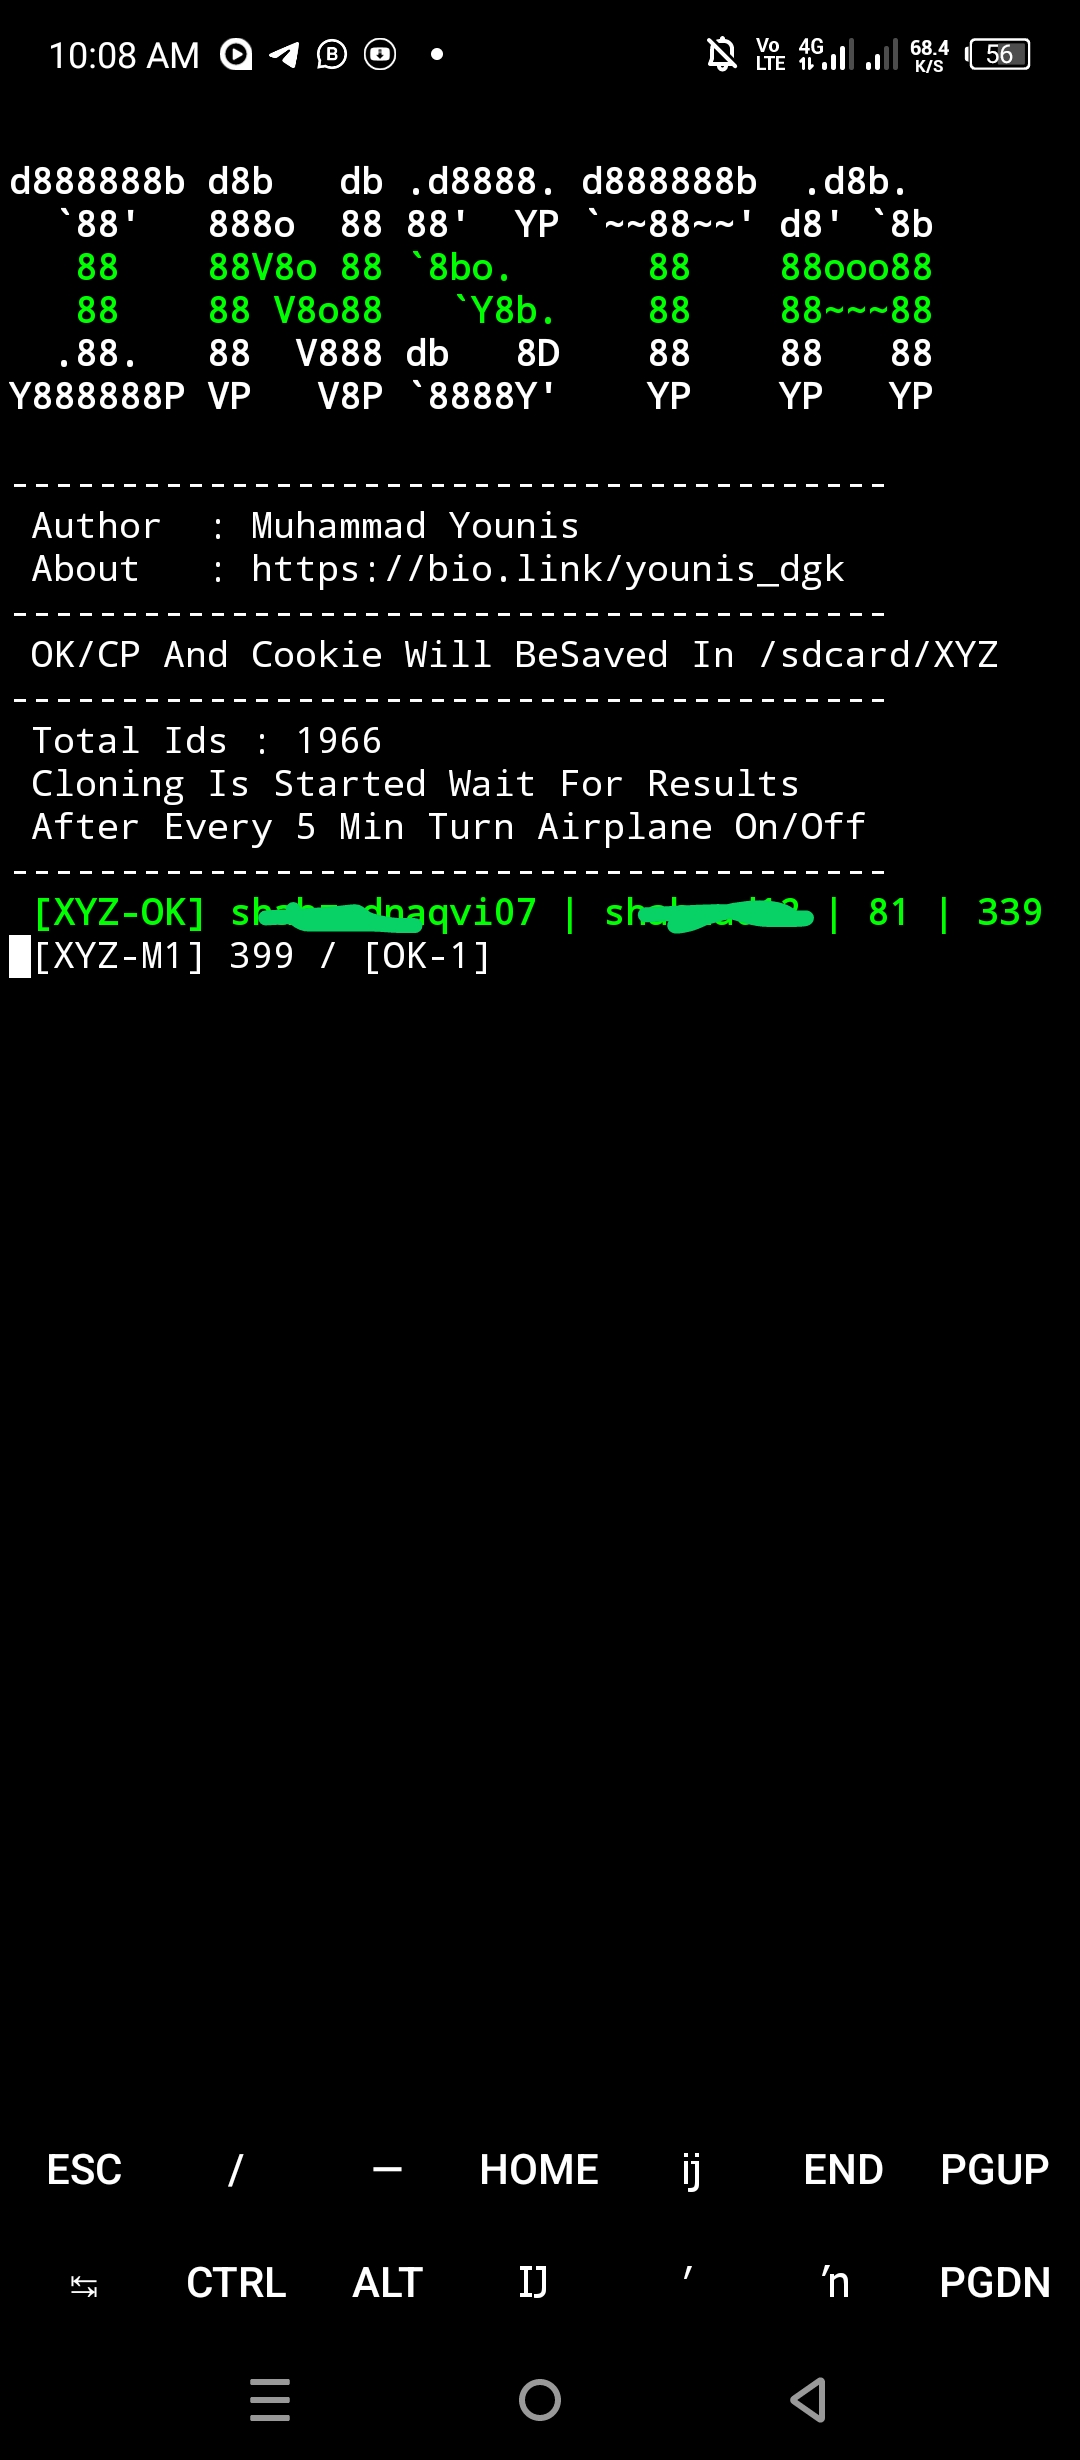 10:08 AM Vo LTE 4G 68.4 K/S 56
d888888b d8b   db .d8888. d888888b  .d8b.
  `88'   888o  88 88'  YP `~~88~~' d8' `8b
   88    88V8o 88 `8bo.      88    88ooo88
   88    88 V8o88   `Y8b.    88    88~~~88
  .88.   88  V888 db   8D    88    88   88
Y888888P VP   V8P `8888Y'    YP    YP   YP
----------------------------------------
Author  : Muhammad Younis
About   : https://bio.link/younis_dgk
----------------------------------------
OK/CP And Cookie Will BeSaved In /sdcard/XYZ
----------------------------------------
Total Ids : 1966
Cloning Is Started Wait For Results
After Every 5 Min Turn Airplane On/Off
----------------------------------------
[XYZ-OK] | | 81 | 339
[XYZ-M1] 399 / [OK-1]
ESC / — HOME ĳ END PGUP
↹ CTRL ALT Ĳ ′ ŉ PGDN